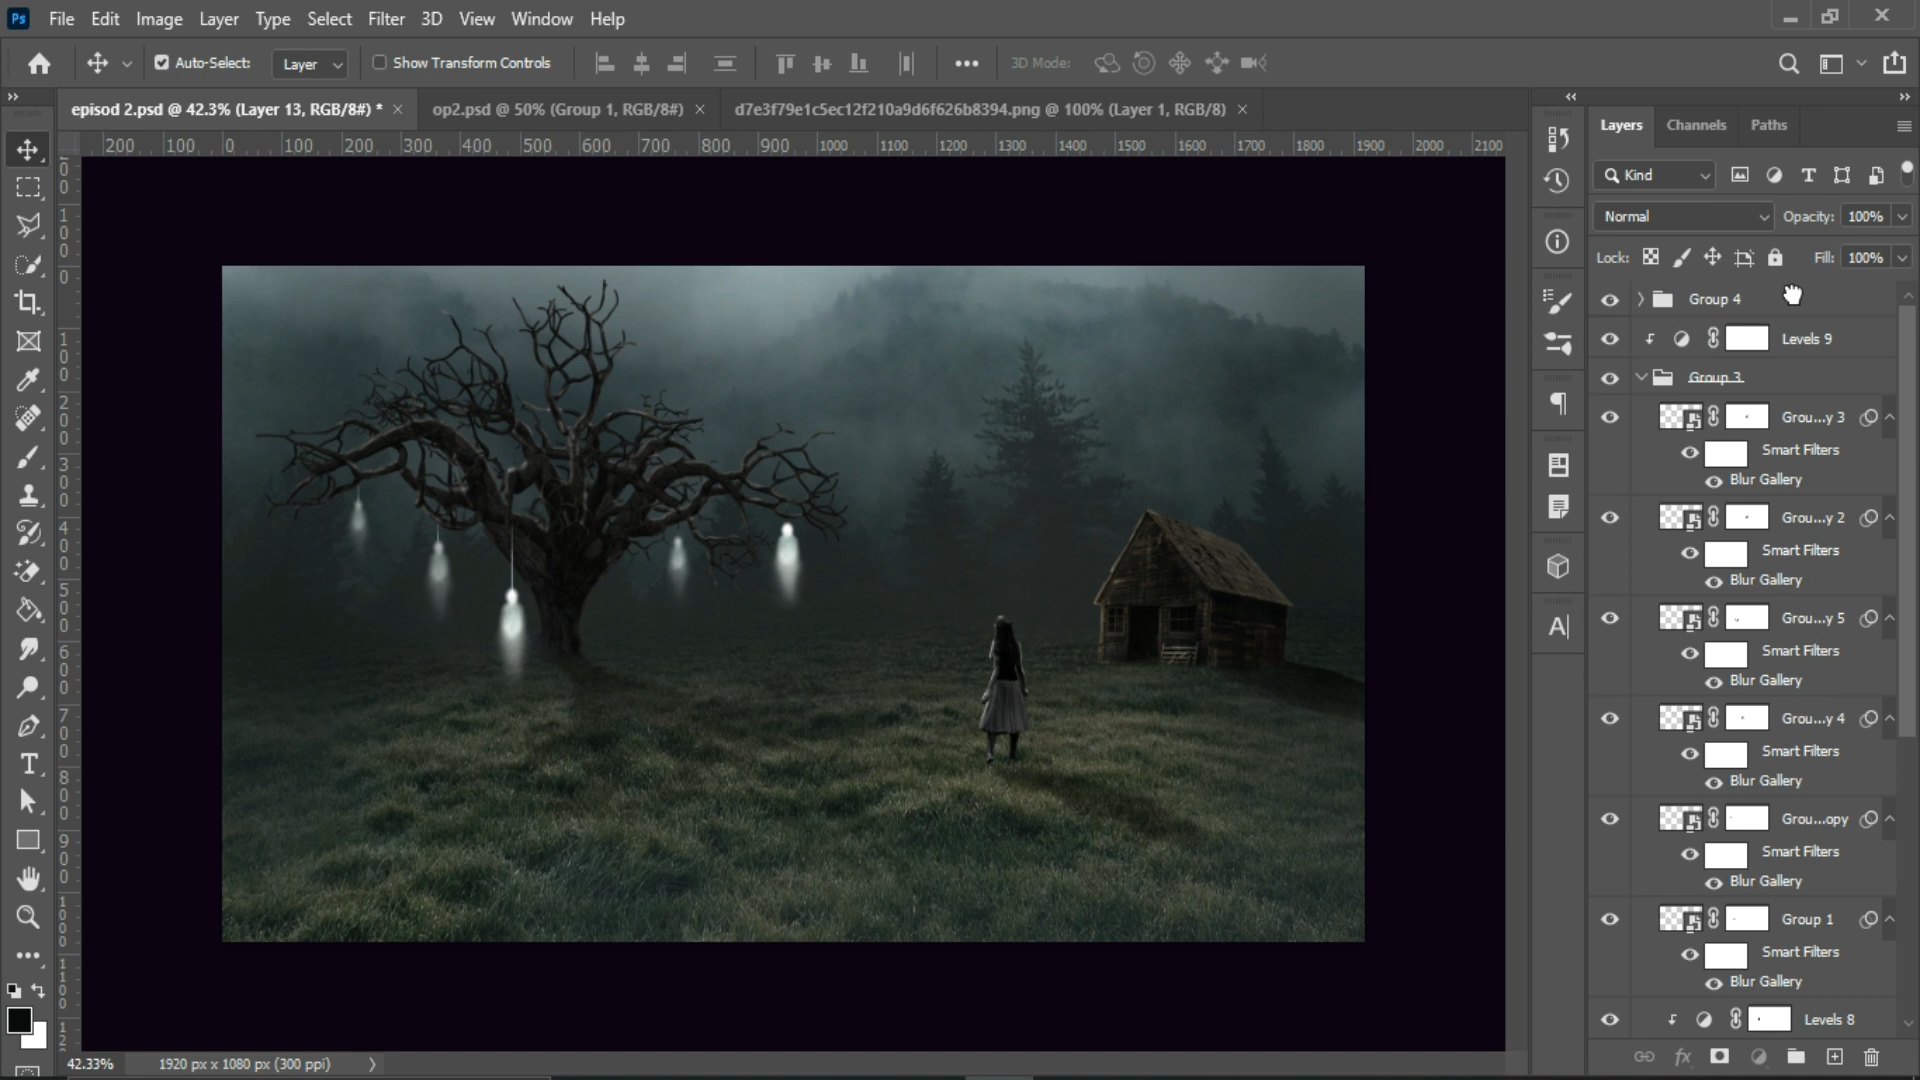 Ps File Edit Image Layer Type Select Filter 3D View Window Help
Auto-Select: Layer Show Transform Controls 3D Mode:
episod 2.psd @ 42.3% (Layer 13, RGB/8#) * op2.psd @ 50% (Group 1, RGB/8#) d7e3f79e1c5ec12f210a9d6f626b8394.png @ 100% (Layer 1, RGB/8)
200 100 0 100 200 300 400 500 600 700 800 900 1000 1100 1200 1300 1400 1500 1600 1700 1800 1900 2000 2100
Layers Channels Paths
Kind
Normal Opacity: 100%
Lock: Fill: 100%
Group 4
Levels 9
Group 3
Grou...y 3
Smart Filters
Blur Gallery
Grou...y 2
Smart Filters
Blur Gallery
Grou...y 5
Smart Filters
Blur Gallery
Grou...y 4
Smart Filters
Blur Gallery
Grou...opy
Smart Filters
Blur Gallery
Group 1
Smart Filters
Blur Gallery
Levels 8
42.33% 1920 px x 1080 px (300 ppi)